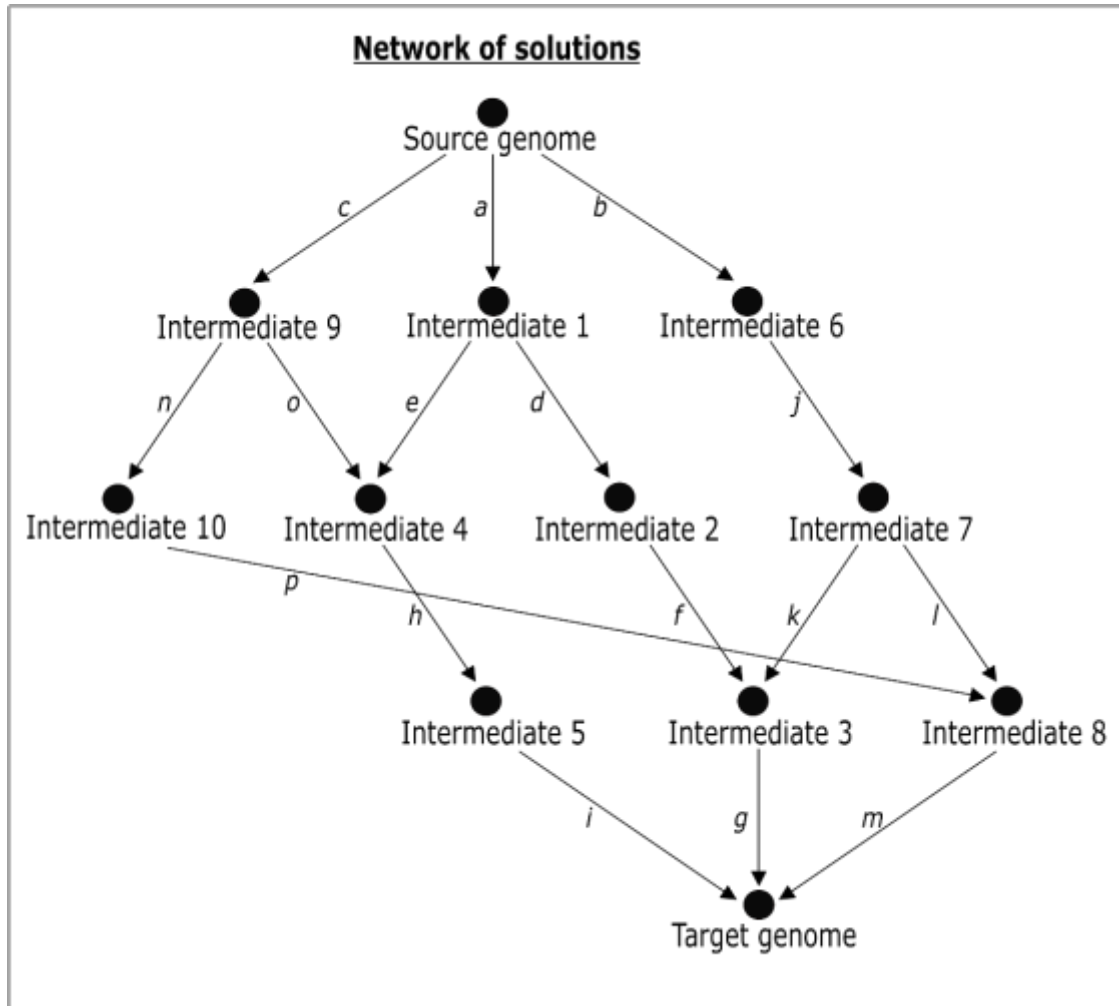 Network of solutions
Source genome
c a b
Intermediate 9 Intermediate 1 Intermediate 6
n o e d j
Intermediate 10 Intermediate 4 Intermediate 2 Intermediate 7
p h f k l
Intermediate 5 Intermediate 3 Intermediate 8
i g m
Target genome